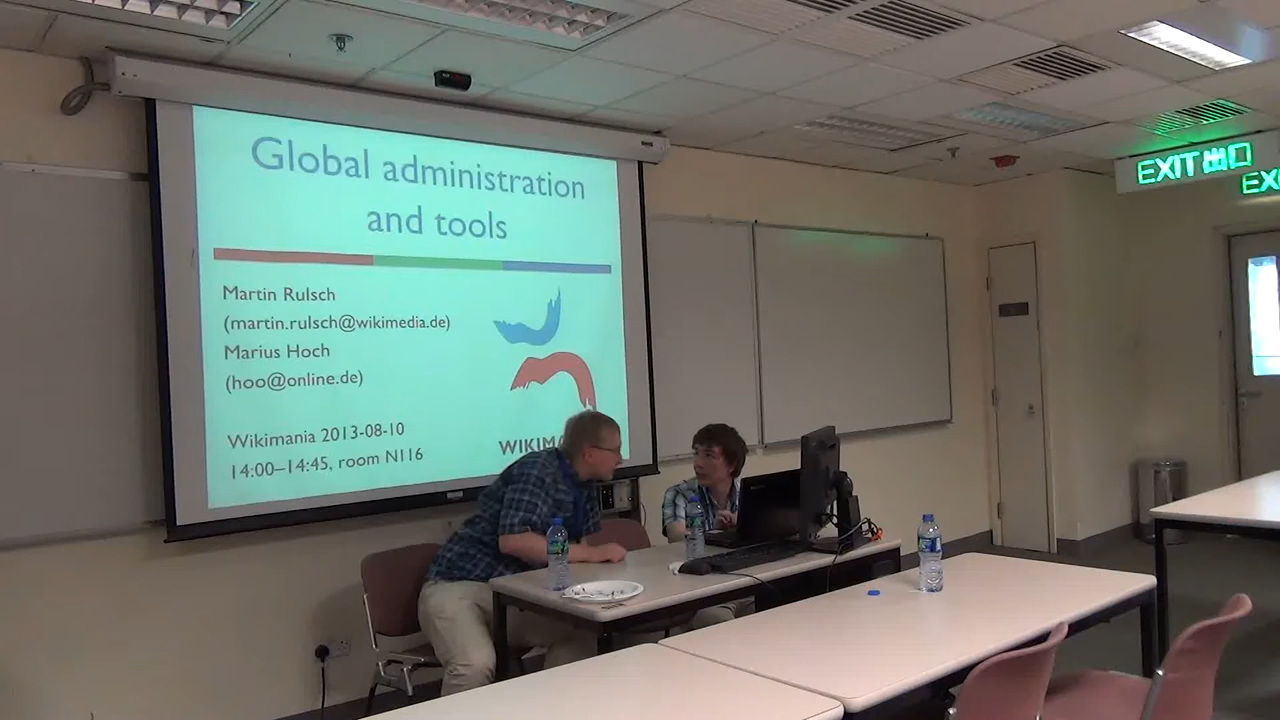 Global administration
and tools
Martin Rulsch
(martin.rulsch@wikimedia.de)
Marius Hoch
(hoo@online.de)
Wikimania 2013-08-10
14:00–14:45, room N116
WIKIM
EXIT 出口
EX